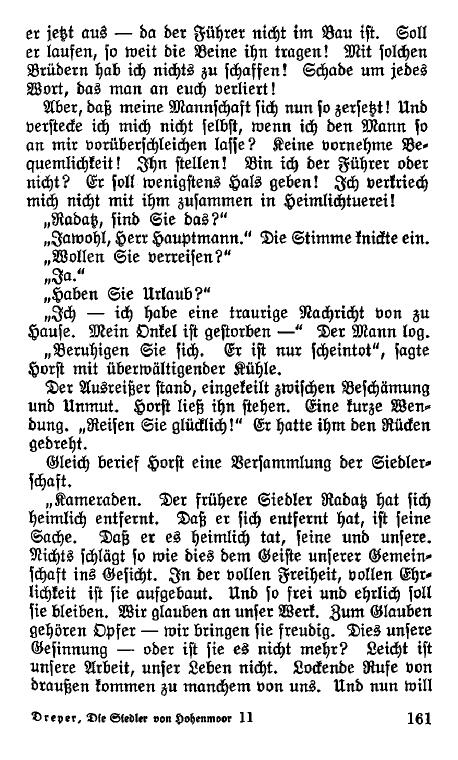 er jetzt aus — da der Führer nicht im Bau ist. Soll
er laufen, so weit die Beine ihn tragen! Mit solchen
Brüdern hab ich nichts zu schaffen! Schade um jedes
Wort, das man an euch verliert!
Aber, daß meine Mannschaft sich nun so zersetzt! Und
verstecke ich mich nicht selbst, wenn ich den Mann so
an mir vorüberschleichen lasse? Keine vornehme Be-
quemlichkeit! Ihn stellen! Bin ich der Führer oder
nicht? Er soll wenigstens Hals geben! Ich verkriech
mich nicht mit ihm zusammen in Heimlichtuerei!
„Radatz, sind Sie das?"
„Jawohl, Herr Hauptmann." Die Stimme knickte ein.
„Wollen Sie verreisen?"
„Ja."
„Haben Sie Urlaub?"
„Ich — ich habe eine traurige Nachricht von zu
Hause. Mein Onkel ist gestorben —" Der Mann log.
„Beruhigen Sie sich. Er ist nur scheintot", sagte
Horst mit überwältigender Kühle.
Der Ausreißer stand, eingekeilt zwischen Beschämung
und Unmut. Horst ließ ihn stehen. Eine kurze Wen-
dung. „Reisen Sie glücklich!" Er hatte ihm den Rücken
gedreht.
Gleich berief Horst eine Versammlung der Siedler-
schaft.
„Kameraden. Der frühere Siedler Radatz hat sich
heimlich entfernt. Daß er sich entfernt hat, ist seine
Sache. Daß er es heimlich tat, seine und unsere.
Nichts schlägt so wie dies dem Geiste unserer Gemein-
schaft ins Gesicht. In der vollen Freiheit, vollen Ehr-
lichkeit ist sie aufgebaut. Und so frei und ehrlich soll
sie bleiben. Wir glauben an unser Werk. Zum Glauben
gehören Opfer — wir bringen sie freudig. Dies unsere
Gesinnung — oder ist sie es nicht mehr? Leicht ist
unsere Arbeit, unser Leben nicht. Lockende Rufe von
draußen kommen zu manchem von uns. Und nun will
Dreyer, Die Siedler von Hohenmoor 11 161